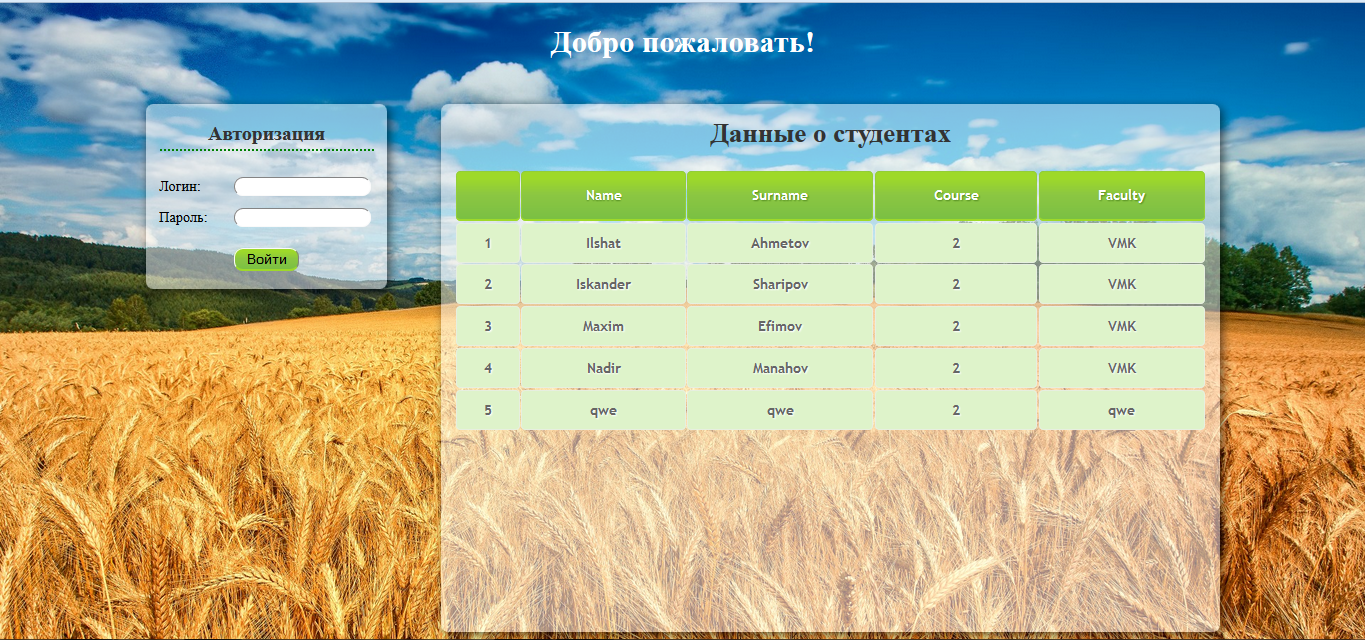 Добро пожаловать!
Авторизация
Логин:
Пароль:
Войти
Данные о студентах
Name Surname Course Faculty
1 Ilshat Ahmetov 2 VMK
2 Iskander Sharipov 2 VMK
3 Maxim Efimov 2 VMK
4 Nadir Manahov 2 VMK
5 qwe qwe 2 qwe